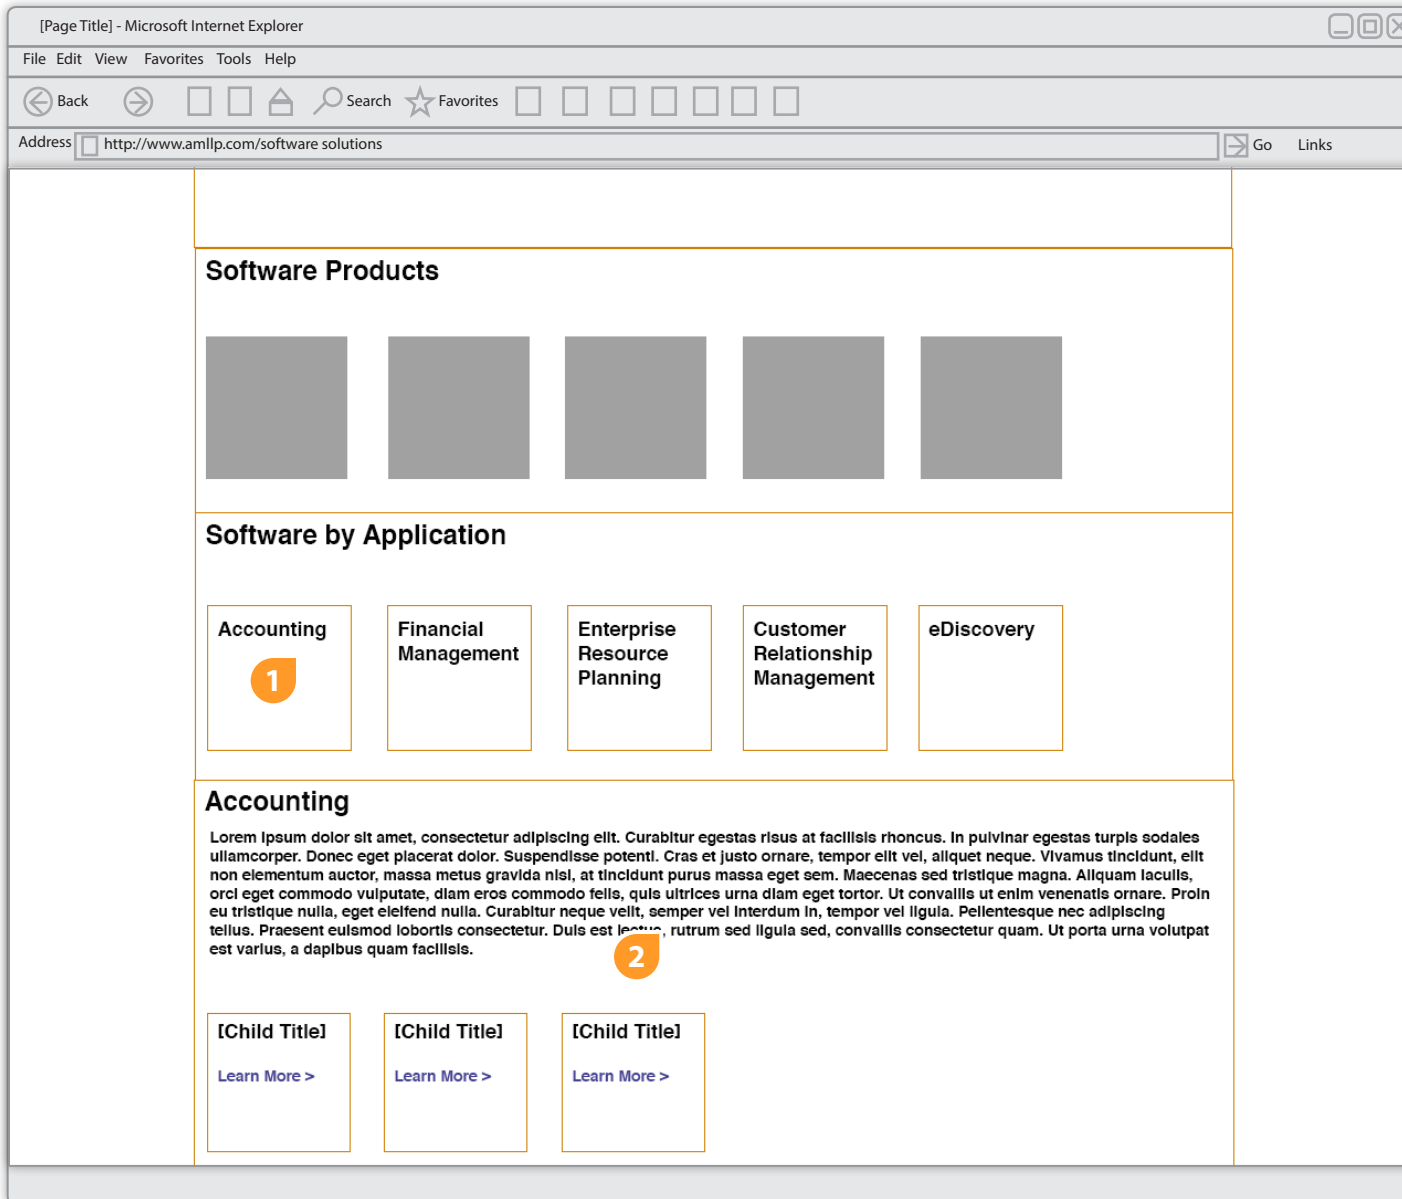 [Page Title] - Microsoft Internet Explorer
File Edit View Favorites Tools Help
Back Search Favorites
Address http://www.amllp.com/software solutions Go Links
Software Products
Software by Application
Accounting
1
Financial
Management
Enterprise
Resource
Planning
Customer
Relationship
Management
eDiscovery
Accounting
Lorem ipsum dolor sit amet, consectetur adipiscing elit. Curabitur egestas risus at facilisis rhoncus. In pulvinar egestas turpis sodales
ullamcorper. Donec eget placerat dolor. Suspendisse potenti. Cras et justo ornare, tempor elit vel, aliquet neque. Vivamus tincidunt, elit
non elementum auctor, massa metus gravida nisi, at tincidunt purus massa eget sem. Maecenas sed tristique magna. Aliquam iaculis,
orci eget commodo vulputate, diam eros commodo felis, quis ultrices urna diam eget tortor. Ut convallis ut enim venenatis ornare. Proin
eu tristique nulla, eget eleifend nulla. Curabitur neque velit, semper vel interdum in, tempor vel ligula. Pellentesque nec adipiscing
tellus. Praesent euismod lobortis consectetur. Duis est lectus, rutrum sed ligula sed, convallis consectetur quam. Ut porta urna volutpat
est varius, a dapibus quam facilisis.
2
[Child Title]
Learn More >
[Child Title]
Learn More >
[Child Title]
Learn More >